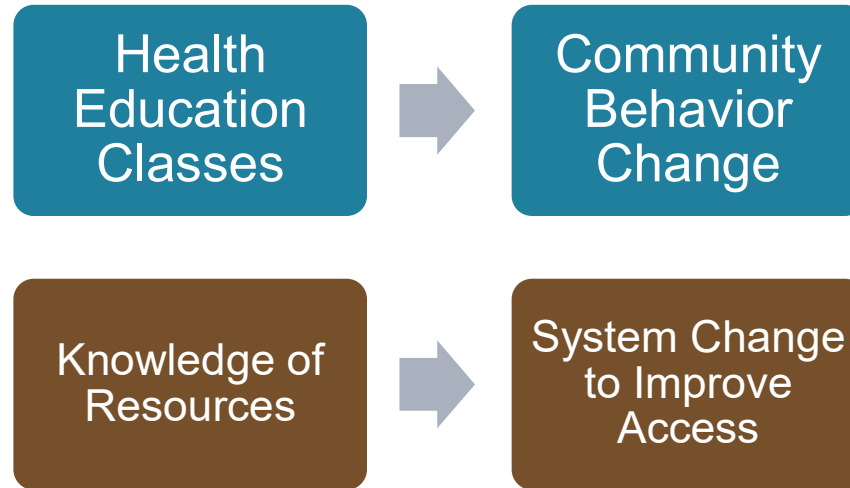 Health
Education
Classes
Community
Behavior
Change
Knowledge of
Resources
System Change
to Improve
Access